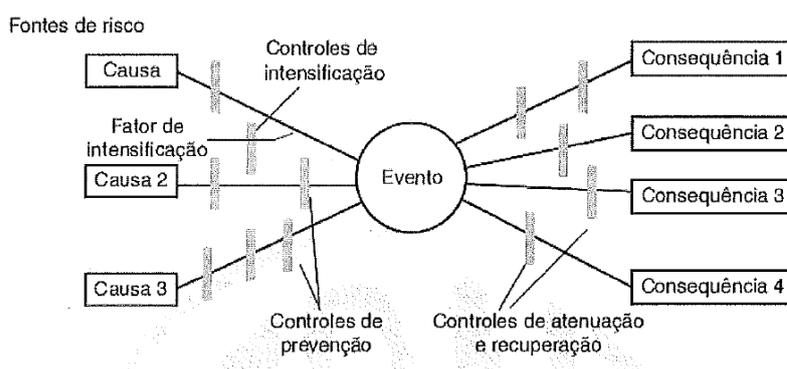 Fontes de risco
Controles de
intensificação
Causa
Fator de
intensificação
Causa 2
Causa 3
Evento
Controles de
prevenção
Controles de atenuação
e recuperação
Consequência 1
Consequência 2
Consequência 3
Consequência 4